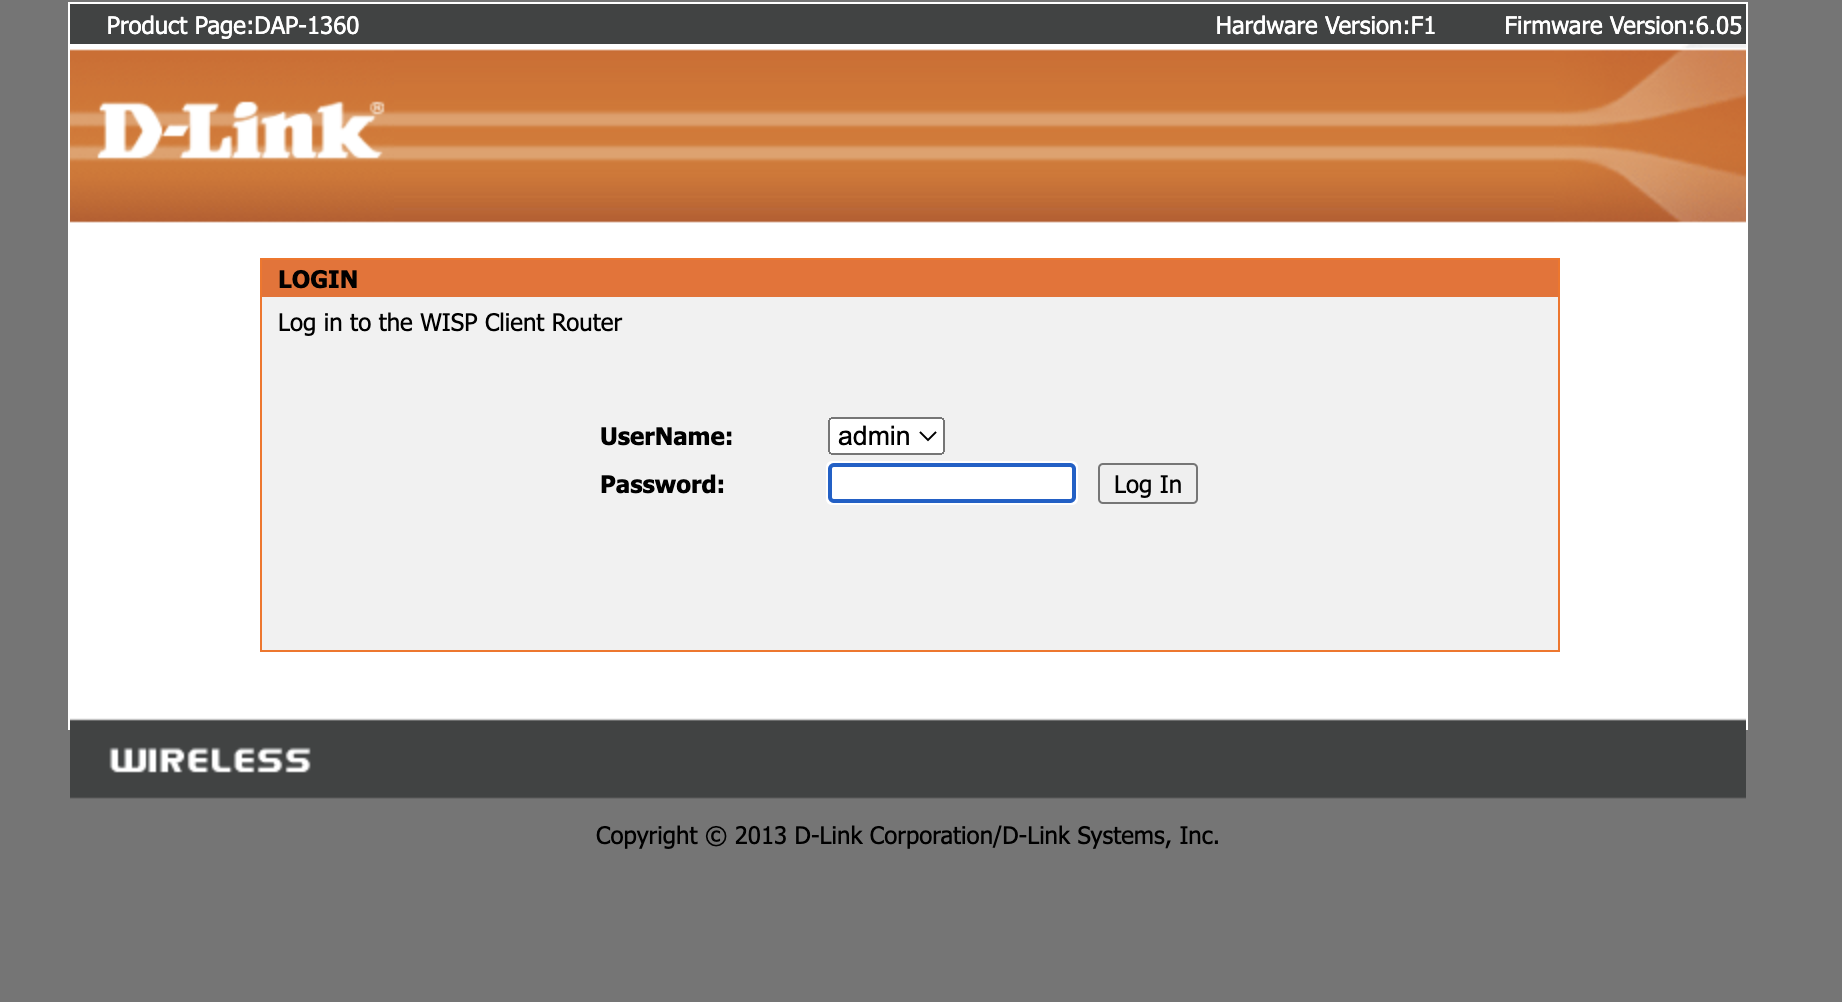 Product Page:DAP-1360 Hardware Version:F1 Firmware Version:6.05
D-Link®
LOGIN
Log in to the WISP Client Router
UserName: admin
Password: Log In
WIRELESS
Copyright © 2013 D-Link Corporation/D-Link Systems, Inc.